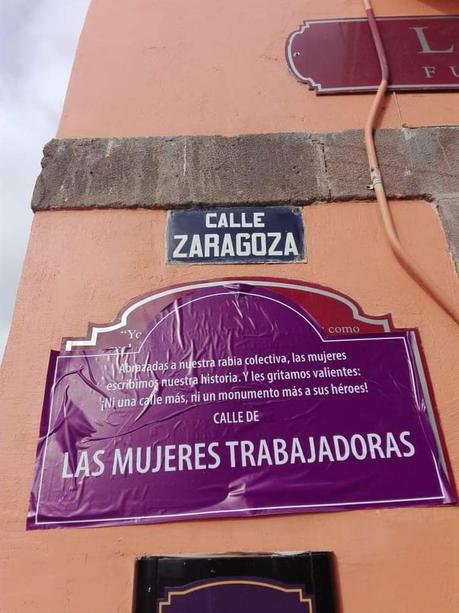 L
F U
CALLE
ZARAGOZA
"Yo
como
Abrazadas a nuestra rabia colectiva, las mujeres
escribimos nuestra historia. Y les gritamos valientes:
¡Ni una calle más, ni un monumento más a sus héroes!
CALLE DE
LAS MUJERES TRABAJADORAS